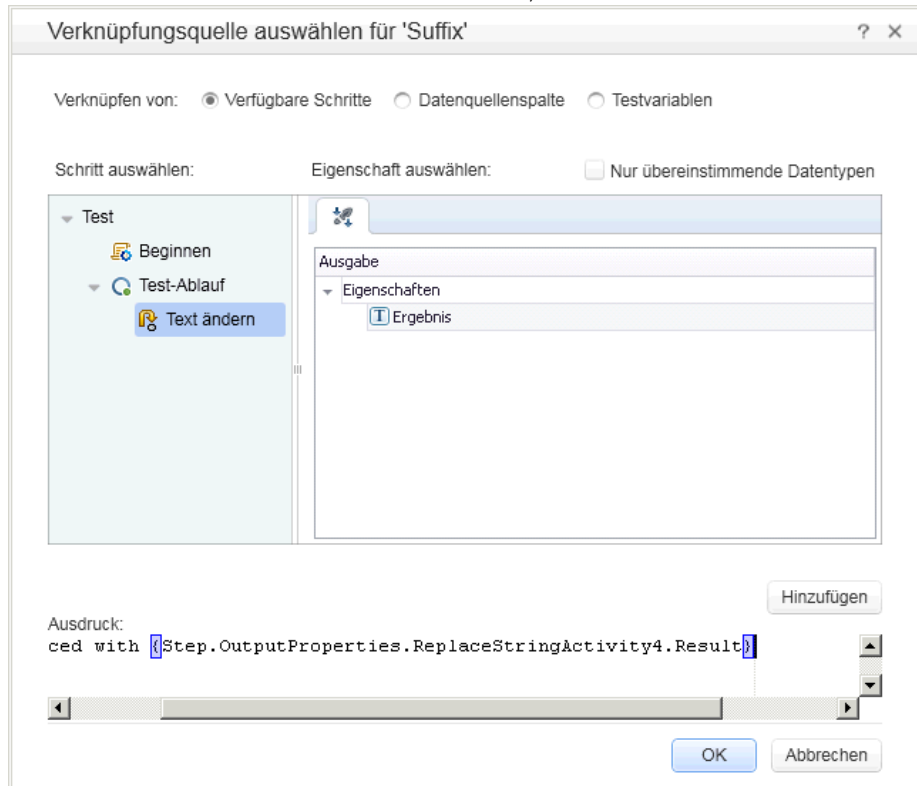 Verknüpfungsquelle auswählen für 'Suffix'
Verknüpfen von: Verfügbare Schritte Datenquellenspalte Testvariablen
Schritt auswählen: Eigenschaft auswählen: Nur übereinstimmende Datentypen
Test
Beginnen
Test-Ablauf
Text ändern
Ausgabe
Eigenschaften
Ergebnis
Hinzufügen
Ausdruck:
ced with {Step.OutputProperties.ReplaceStringActivity4.Result}
OK Abbrechen